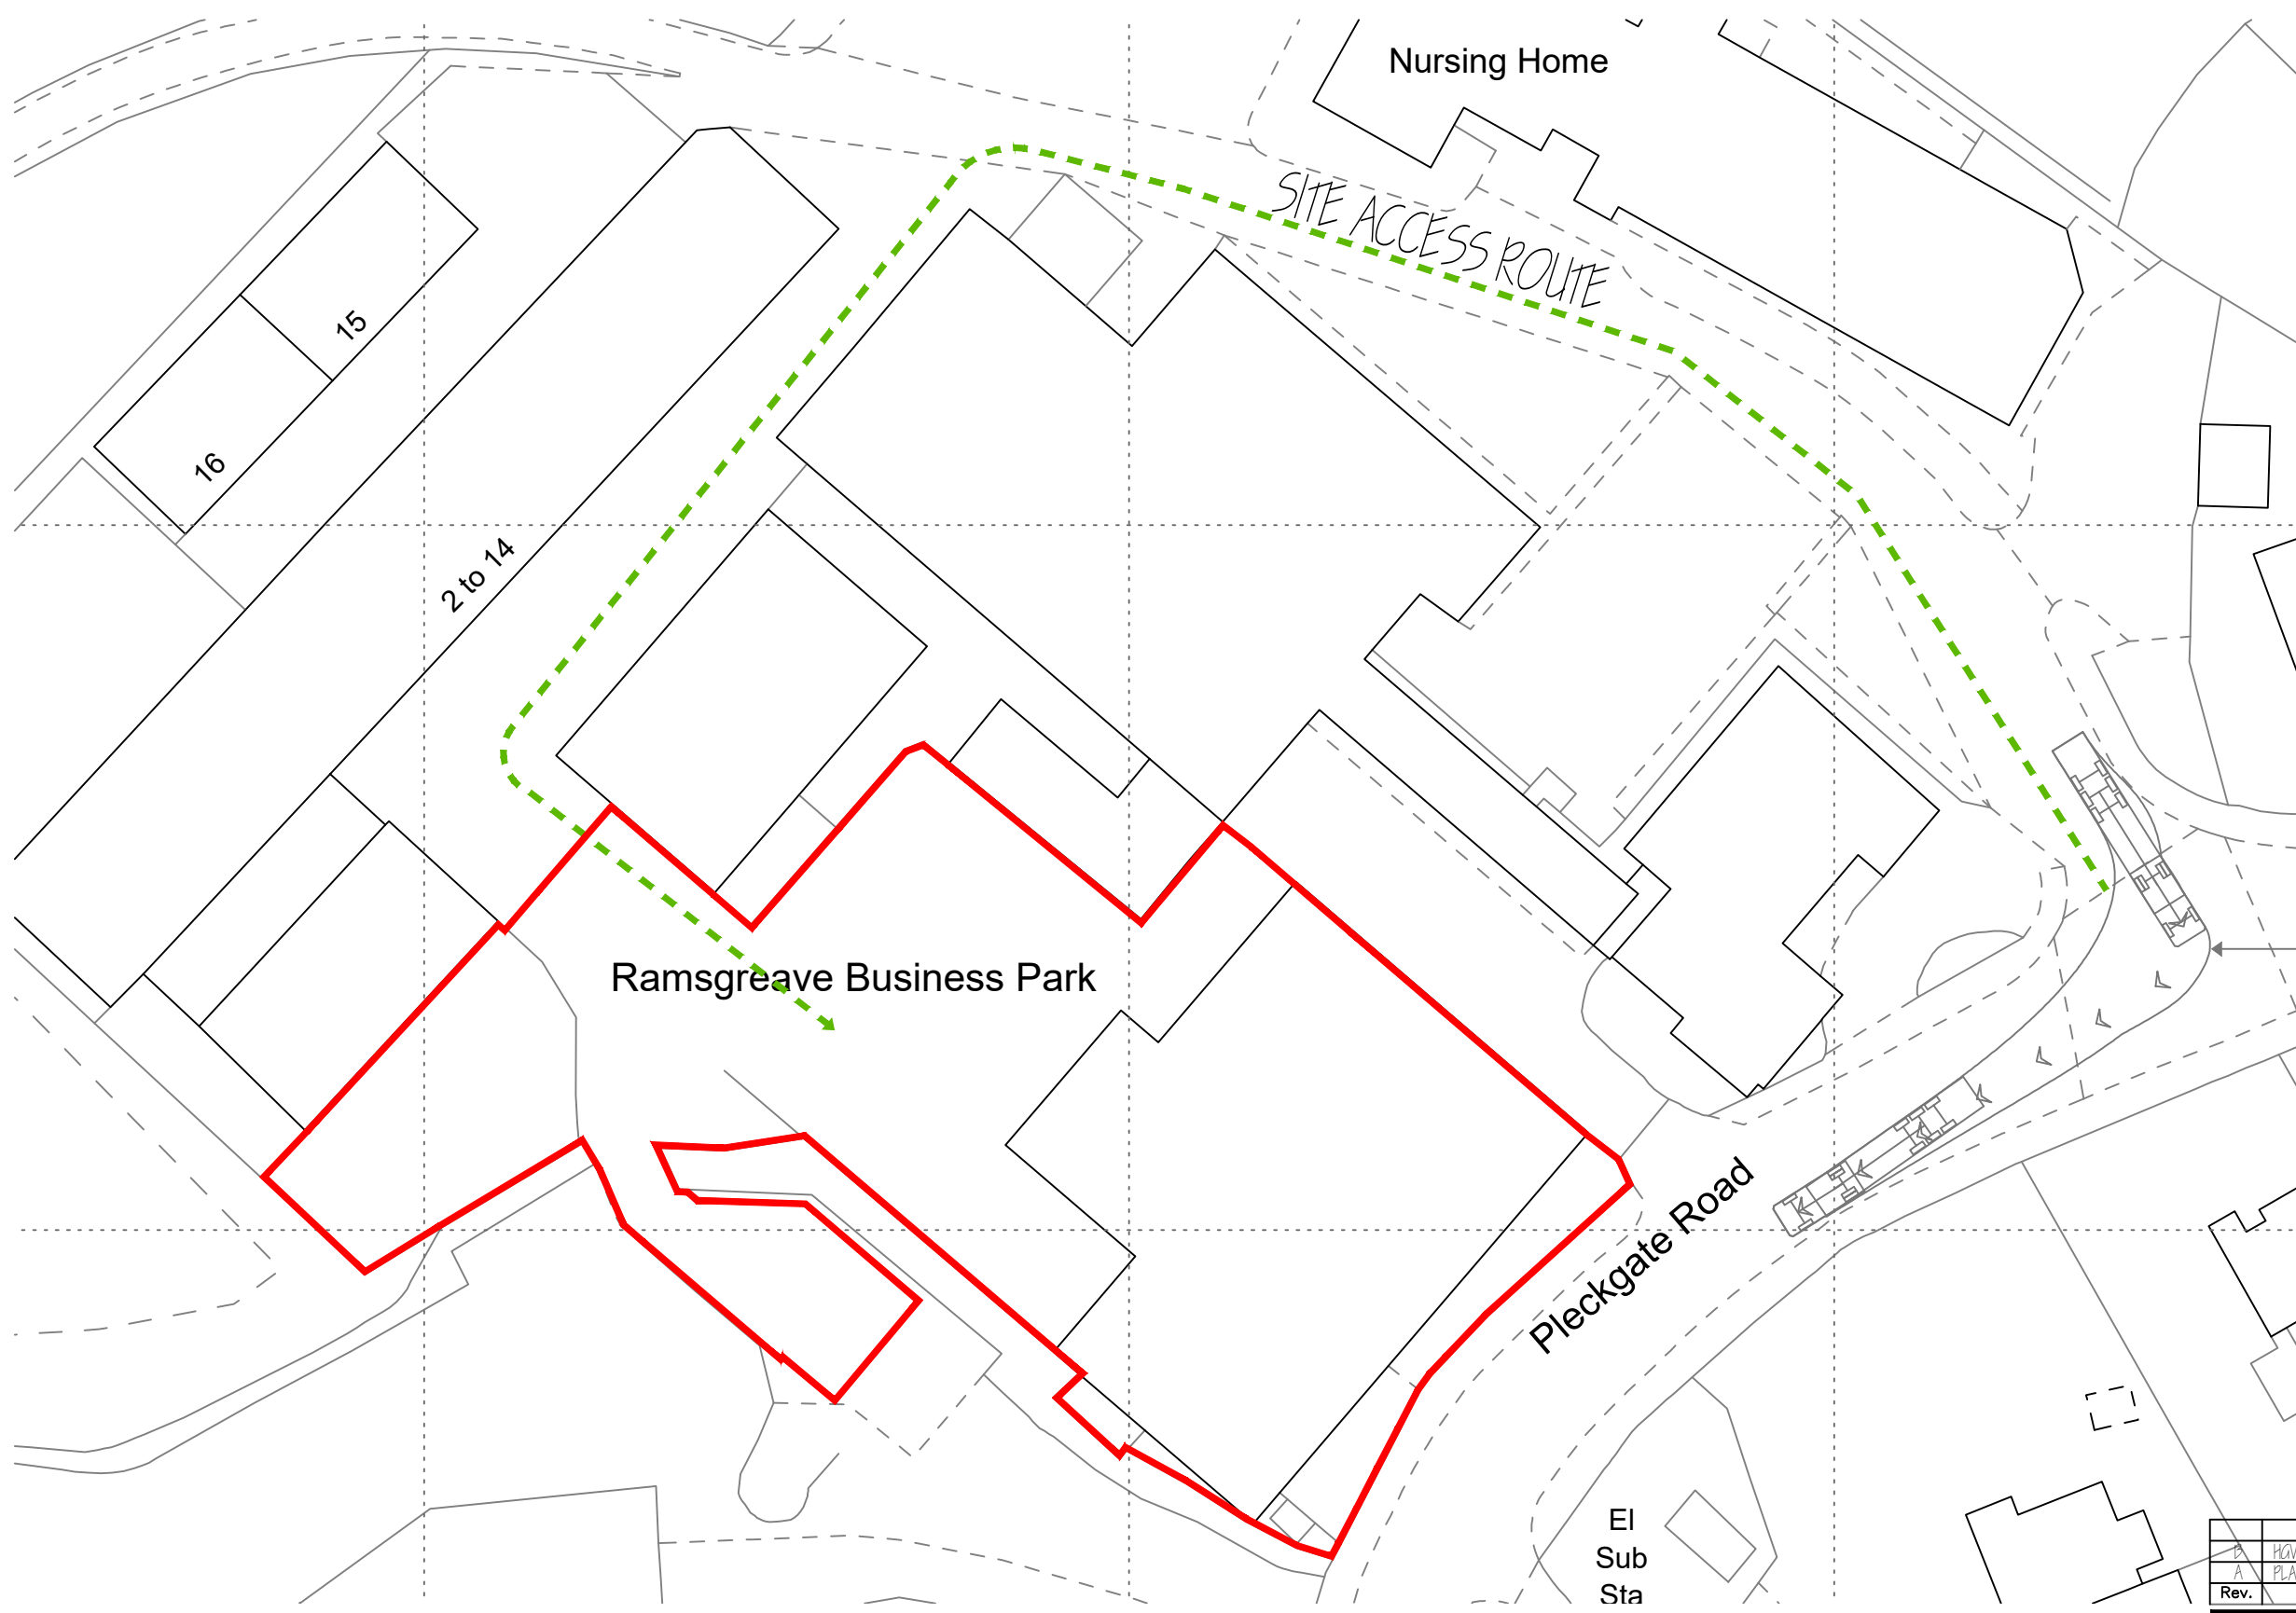 Nursing Home
SITE ACCESS ROUTE
15
16
2 to 14
Ramsgreave Business Park
Pleckgate Road
El
Sub
Sta
B
A
Rev.